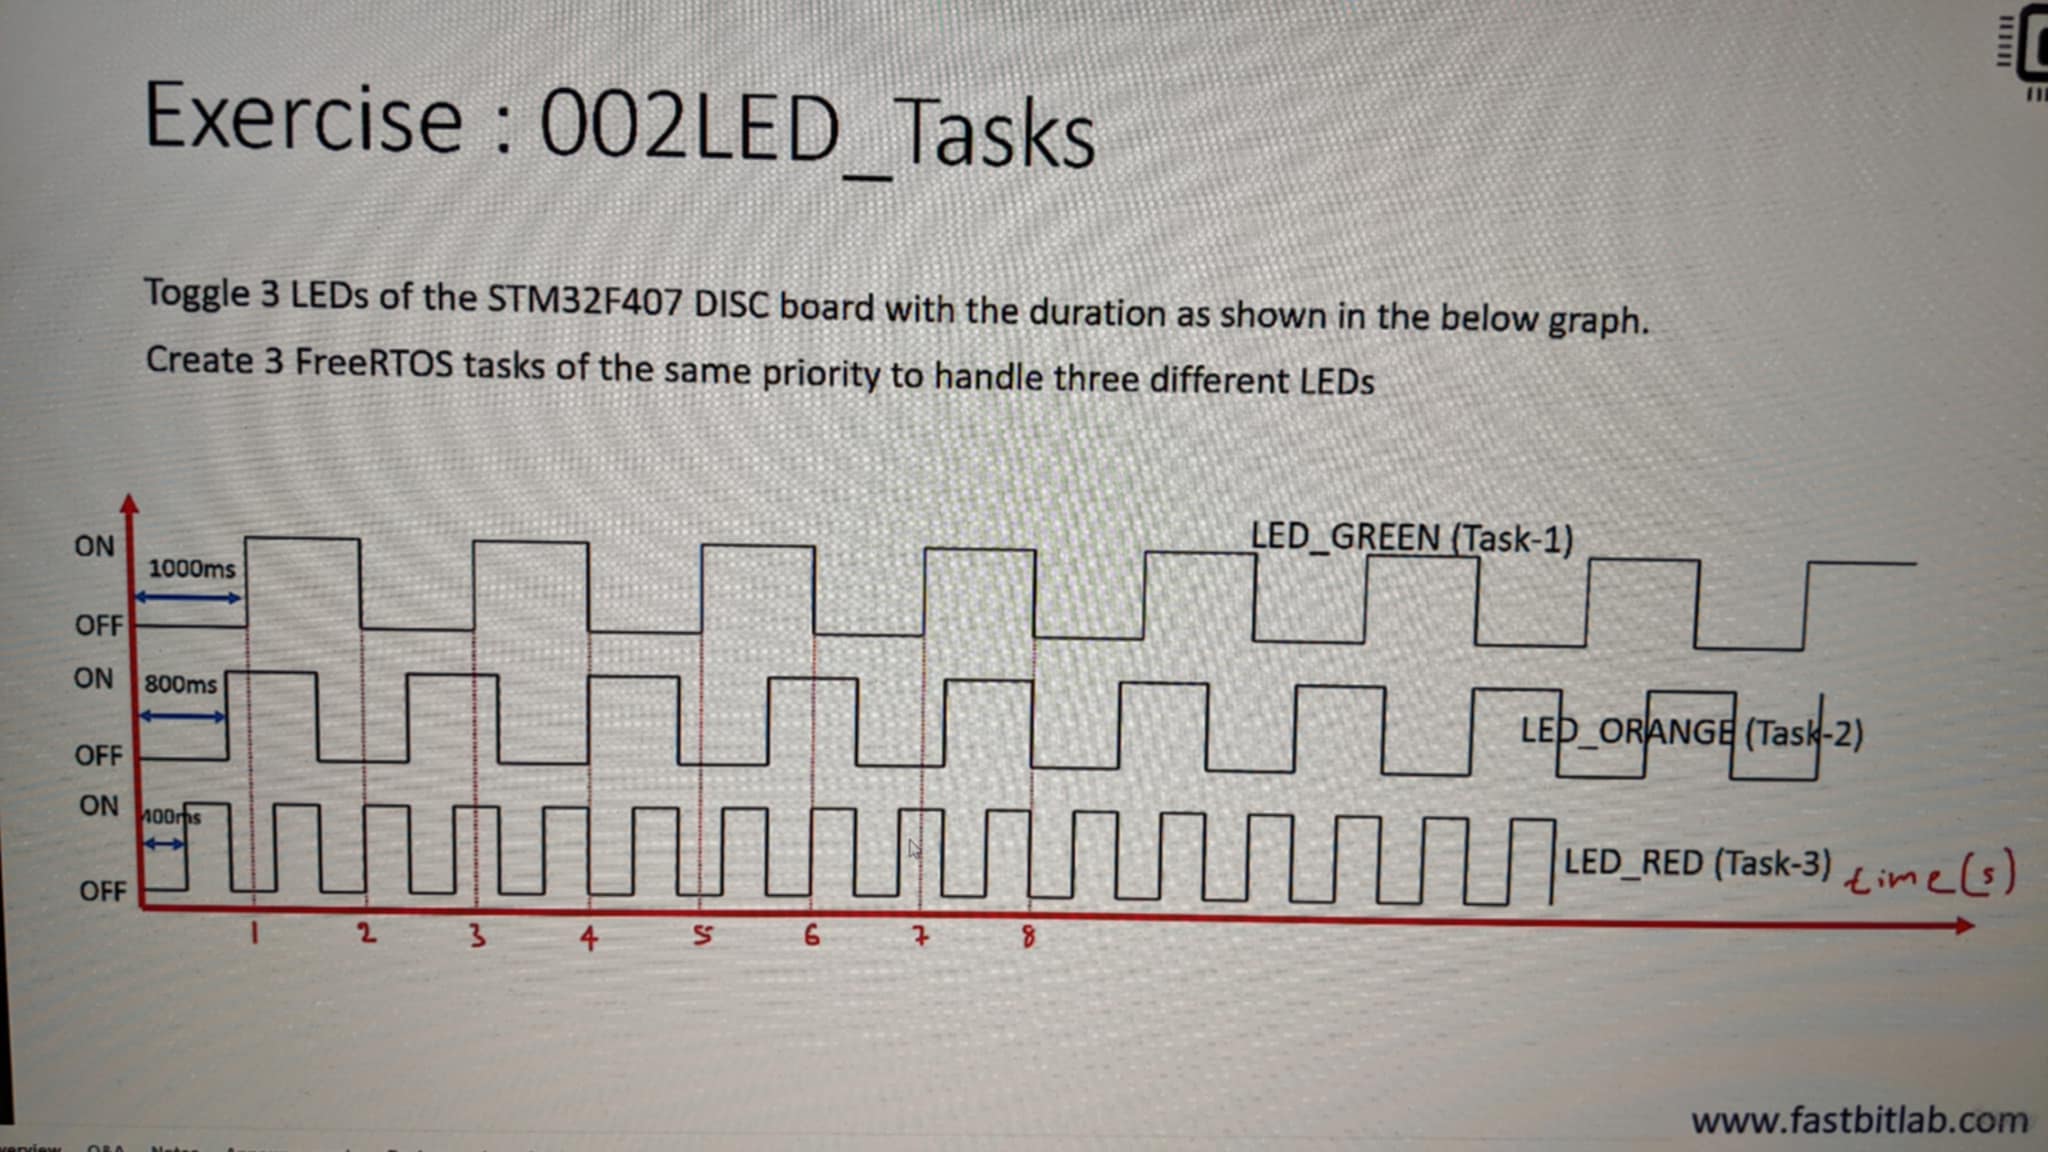 Exercise : 002LED_Tasks
Toggle 3 LEDs of the STM32F407 DISC board with the duration as shown in the below graph.
Create 3 FreeRTOS tasks of the same priority to handle three different LEDs
ON
1000ms
LED_GREEN (Task-1)
OFF
ON
800ms
LED_ORANGE (Task-2)
OFF
ON
400ms
LED_RED (Task-3)
time(s)
OFF
1 2 3 4 5 6 7 8
www.fastbitlab.com
Q&A